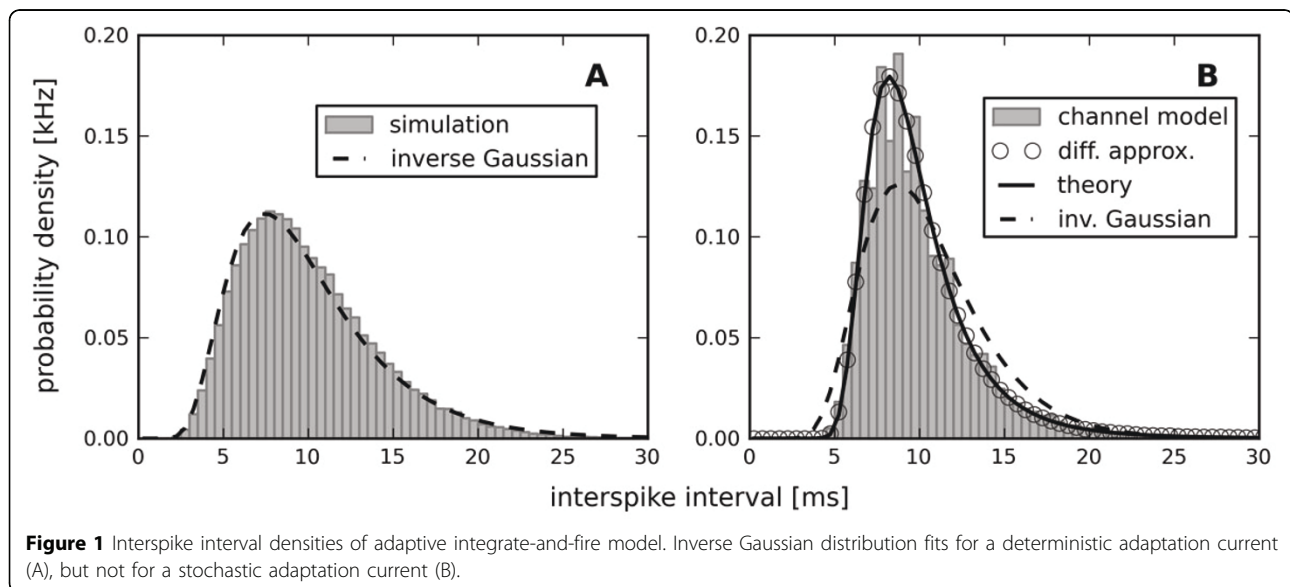 0.20
0.15
0.10
0.05
0.00
probability density [kHz]
A
simulation
inverse Gaussian
0 5 10 15 20 25 30
0.20
0.15
0.10
0.05
0.00
B
channel model
diff. approx.
theory
inv. Gaussian
0 5 10 15 20 25 30
interspike interval [ms]
Figure 1 Interspike interval densities of adaptive integrate-and-fire model. Inverse Gaussian distribution fits for a deterministic adaptation current
(A), but not for a stochastic adaptation current (B).